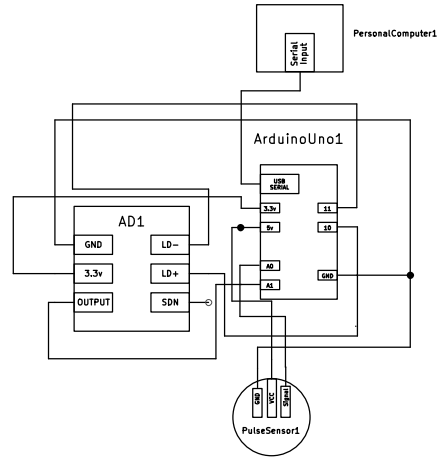 PersonalComputer1
Serial
Input
ArduinoUno1
USB
SERIAL
3.3v
11
5v
10
A0
GND
A1
AD1
GND
LD-
3.3v
LD+
OUTPUT
SDN
GND
VCC
Signal
PulseSensor1